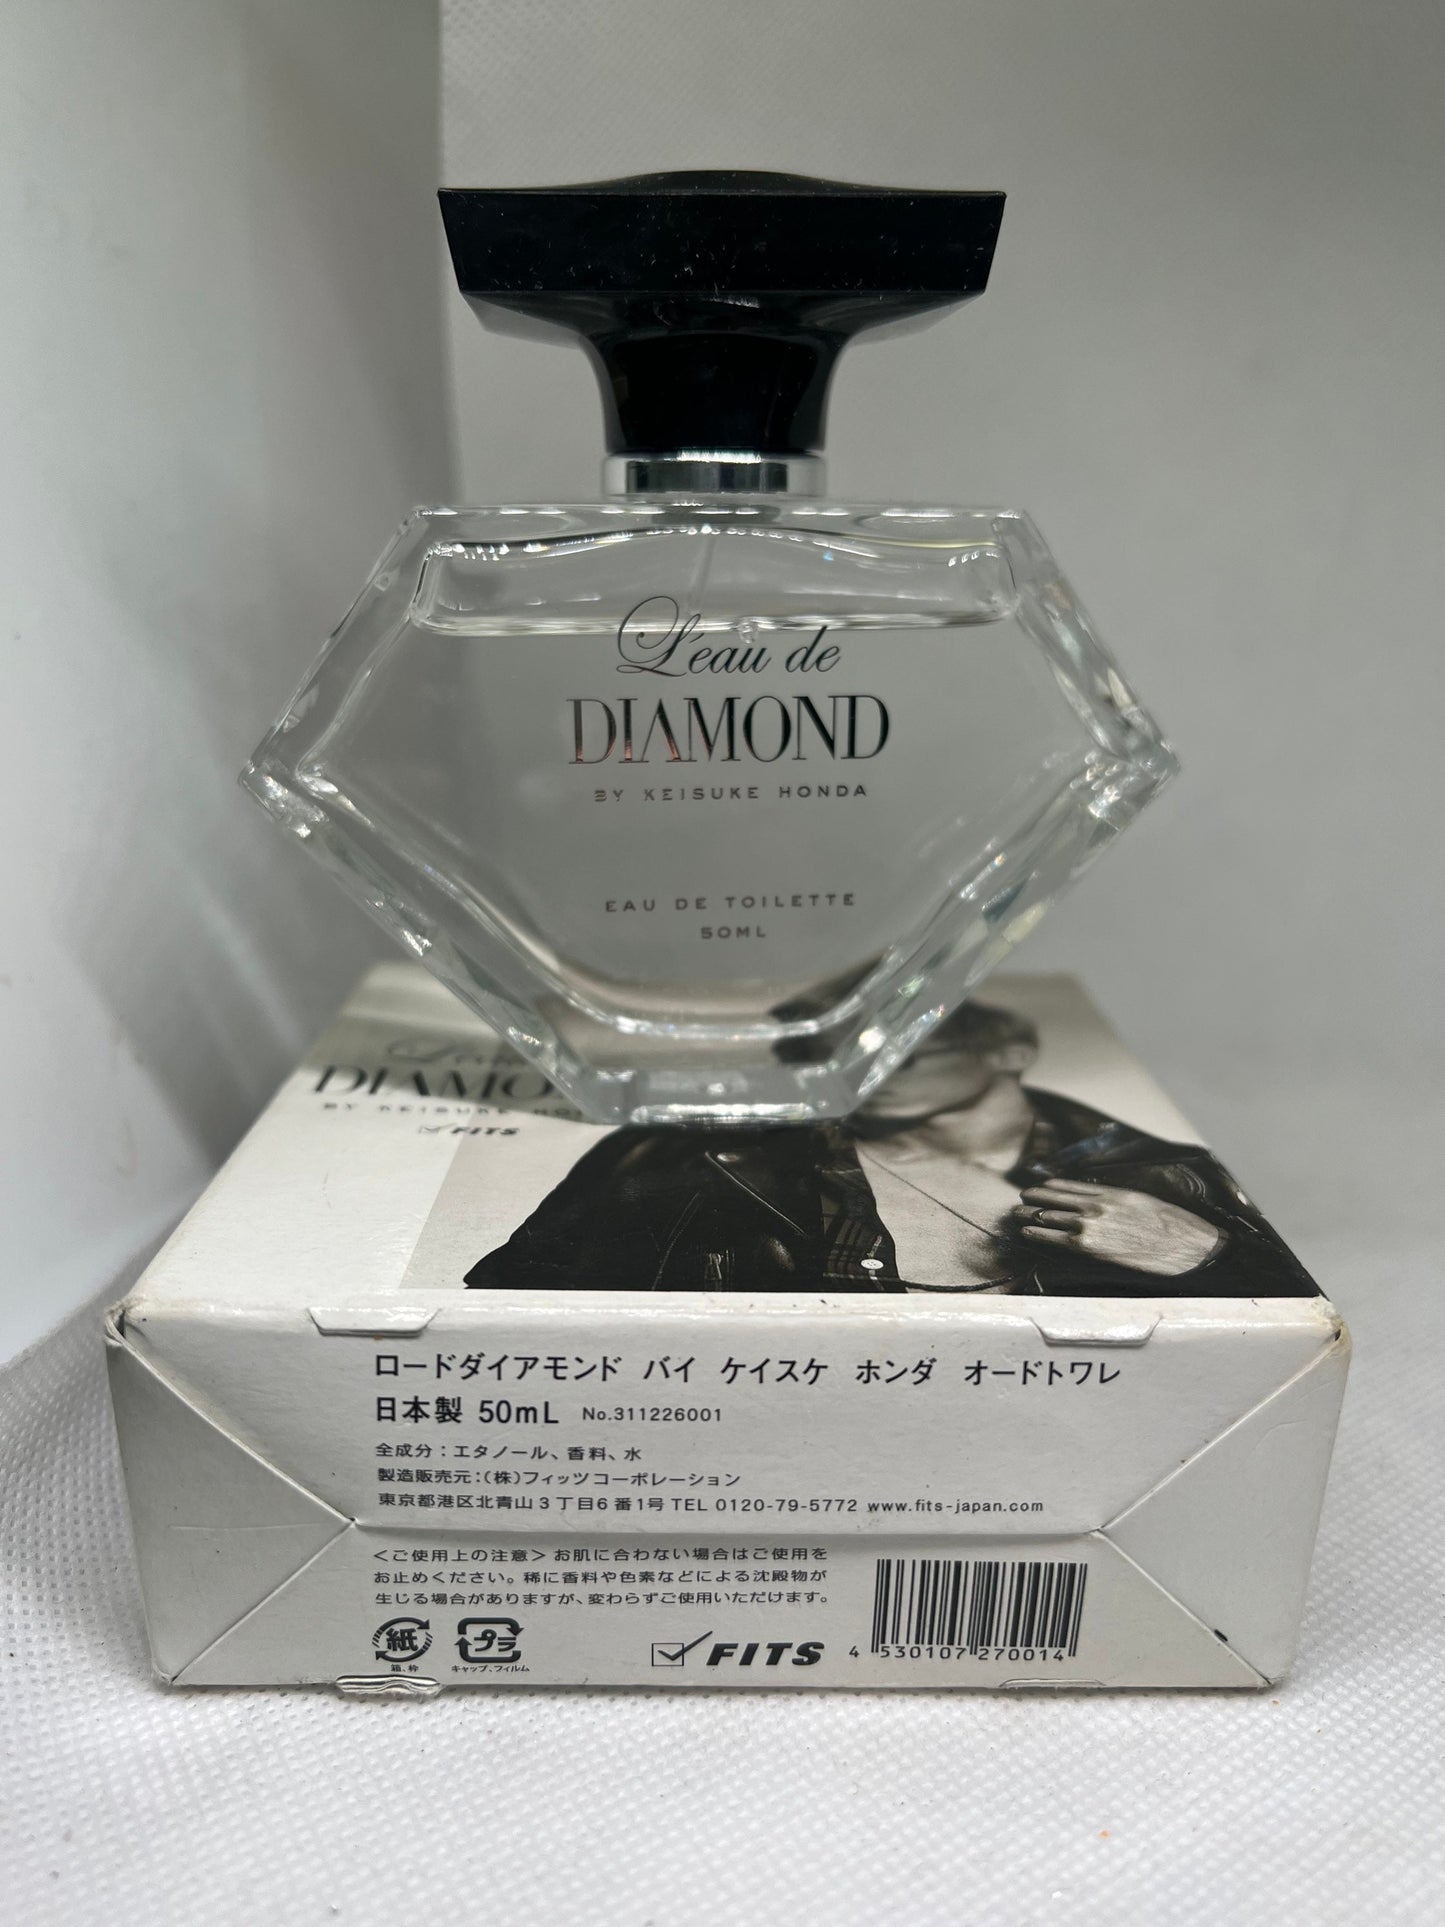 L'eau de
DIAMOND
BY KEISUKE HONDA
EAU DE TOILETTE
50ML
L'eau
DIAMO
BY KEISUKE HON
FITS
ロードダイアモンド バイ ケイスケ ホンダ オードトワレ
日本製 50mL No.311226001
全成分：エタノール、香料、水
製造販売元：(株)フィッツコーポレーション
東京都港区北青山3丁目6番1号 TEL 0120-79-5772 www.fits-japan.com
＜ご使用上の注意＞お肌に合わない場合はご使用を
お止めください。稀に香料や色素などによる沈殿物が
生じる場合がありますが、変わらずご使用いただけます。
紙
箱、枠
プラ
キャップ、フィルム
FITS
4 530107 270014